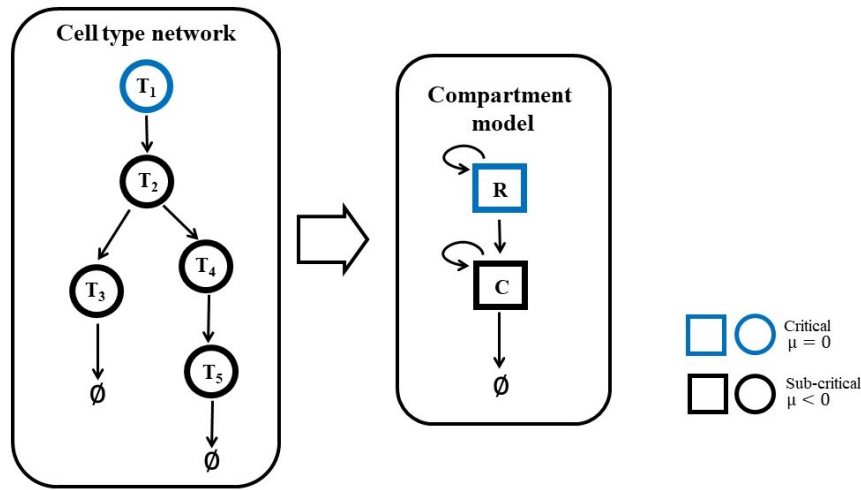 Cell type network
T₁
T₂
T₃
T₄
T₅
∅
∅
Compartment
model
R
C
∅
Critical
μ = 0
Sub-critical
μ < 0